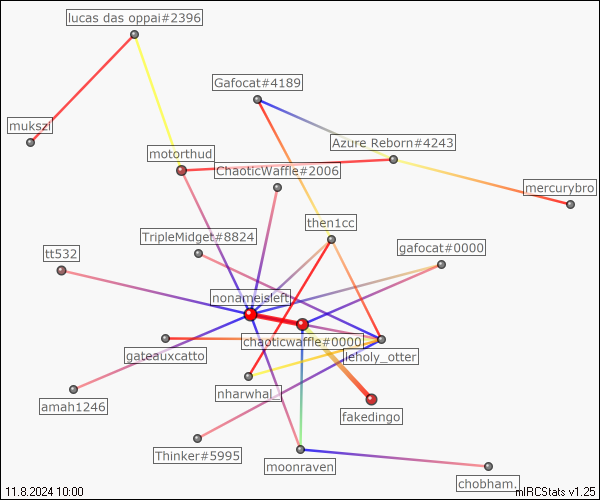 lucas das oppai#2396
Gafocat#4189
mukszi
Azure Reborn#4243
motorthud
ChaoticWaffle#2006
mercurybro
then1cc
TripleMidget#8824
gafocat#0000
tt532
nonameisleft
chaoticwaffle#0000
gateauxcatto
leholy_otter
nharwhal_
amah1246
fakedingo
Thinker#5995
moonraven
chobham.
11.8.2024 10:00
mIRCStats v1.25